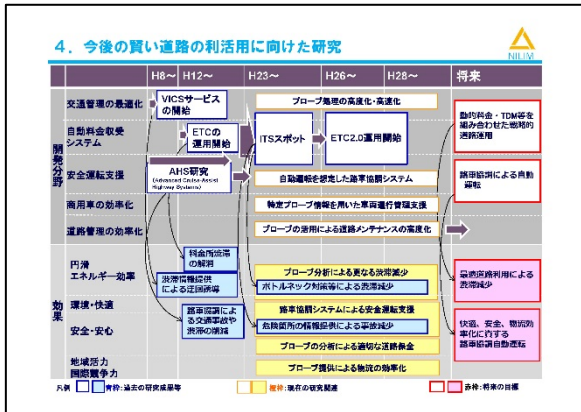 4. 今後の賢い道路の利活用に向けた研究
NILIM
H8～
H12～
H23～
H26～
H28～
将来
開発分野
交通管理の最適化
VICSサービス
の開始
プローブ処理の高度化・高速化
動的料金・TDM等を
組み合わせた戦略的
道路運用
自動料金収受
システム
ETCの
運用開始
ITSスポット
ETC2.0運用開始
安全運転支援
AHS研究
(Advanced Cruise-Assist
Highway Systems)
自動運転を想定した路車協調システム
路車協調による自動
運転
商用車の効率化
特定プローブ情報を用いた車両運行管理支援
道路管理の効率化
プローブの活用による道路メンテナンスの高度化
効果
円滑
エネルギー効率
料金所渋滞
の解消
渋滞情報提供
による迂回誘導
プローブ分析による更なる渋滞減少
ボトルネック対策等による渋滞減少
最適道路利用による
渋滞減少
環境・快適
安全・安心
路車協調による
交通事故や
渋滞の削減
路車協調システムによる安全運転支援
危険箇所の情報提供による事故減少
プローブの分析による適切な道路保全
快適、安全、物流効率
化に資する
路車協調自動運転
地域活力
国際競争力
プローブ提供による物流の効率化
凡例
青枠:過去の研究成果等
橙枠:現在の研究関連
赤枠:将来の目標